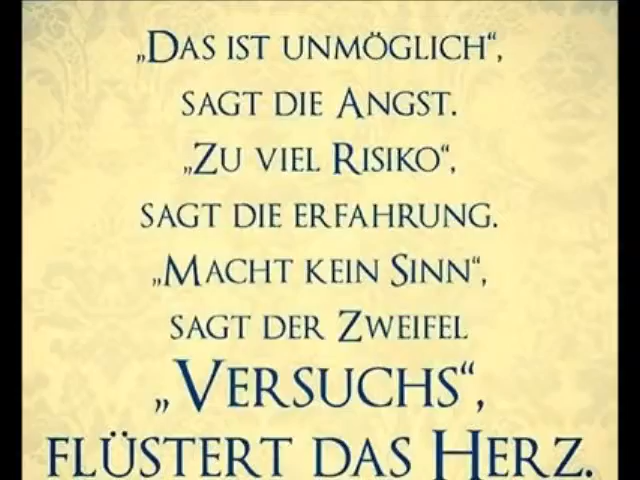 „Das ist unmöglich“,
sagt die Angst.
„Zu viel Risiko“,
sagt die erfahrung.
„Macht kein Sinn“,
sagt der Zweifel
„Versuchs“,
flüstert das Herz.